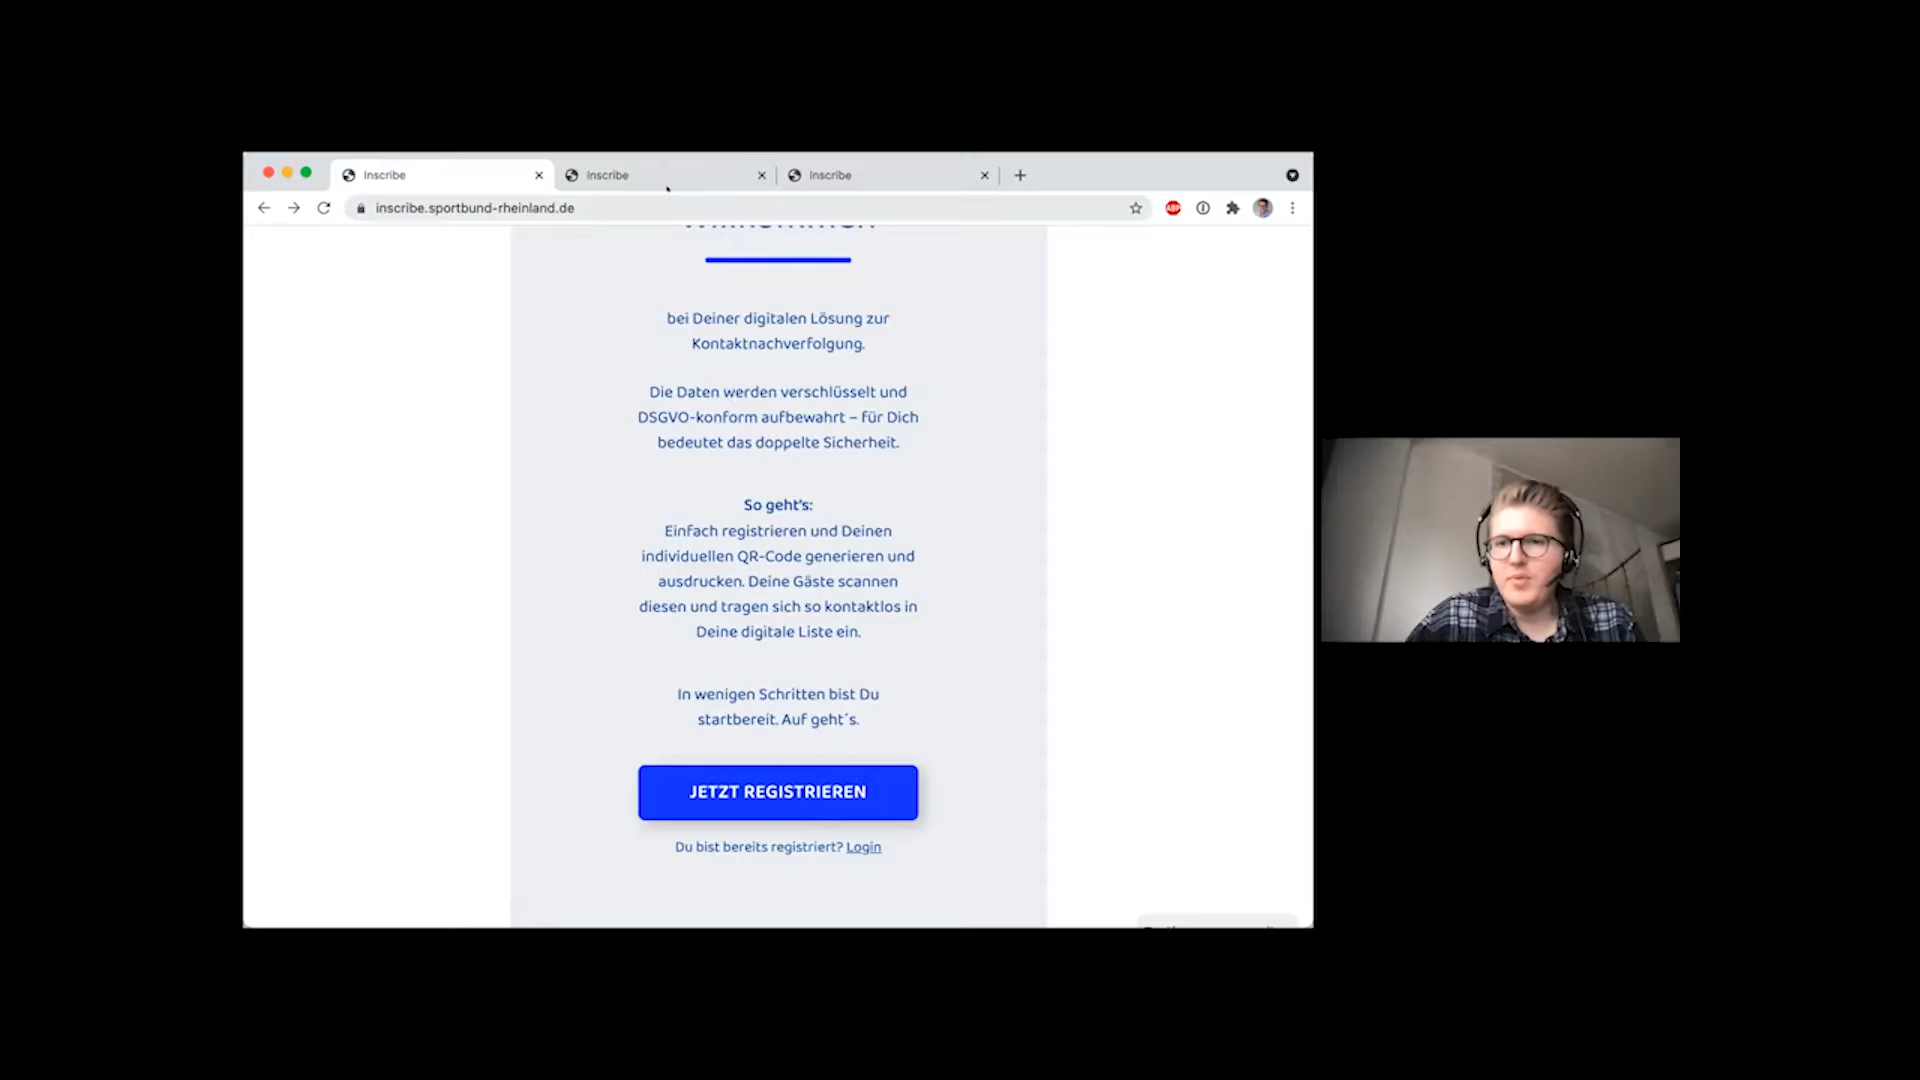 Inscribe
Inscribe
Inscribe
inscribe.sportbund-rheinland.de
ABP
Willkommen
bei Deiner digitalen Lösung zur
Kontaktnachverfolgung.
Die Daten werden verschlüsselt und
DSGVO-konform aufbewahrt – für Dich
bedeutet das doppelte Sicherheit.
So geht's:
Einfach registrieren und Deinen
individuellen QR-Code generieren und
ausdrucken. Deine Gäste scannen
diesen und tragen sich so kontaktlos in
Deine digitale Liste ein.
In wenigen Schritten bist Du
startbereit. Auf geht´s.
JETZT REGISTRIEREN
Du bist bereits registriert? Login